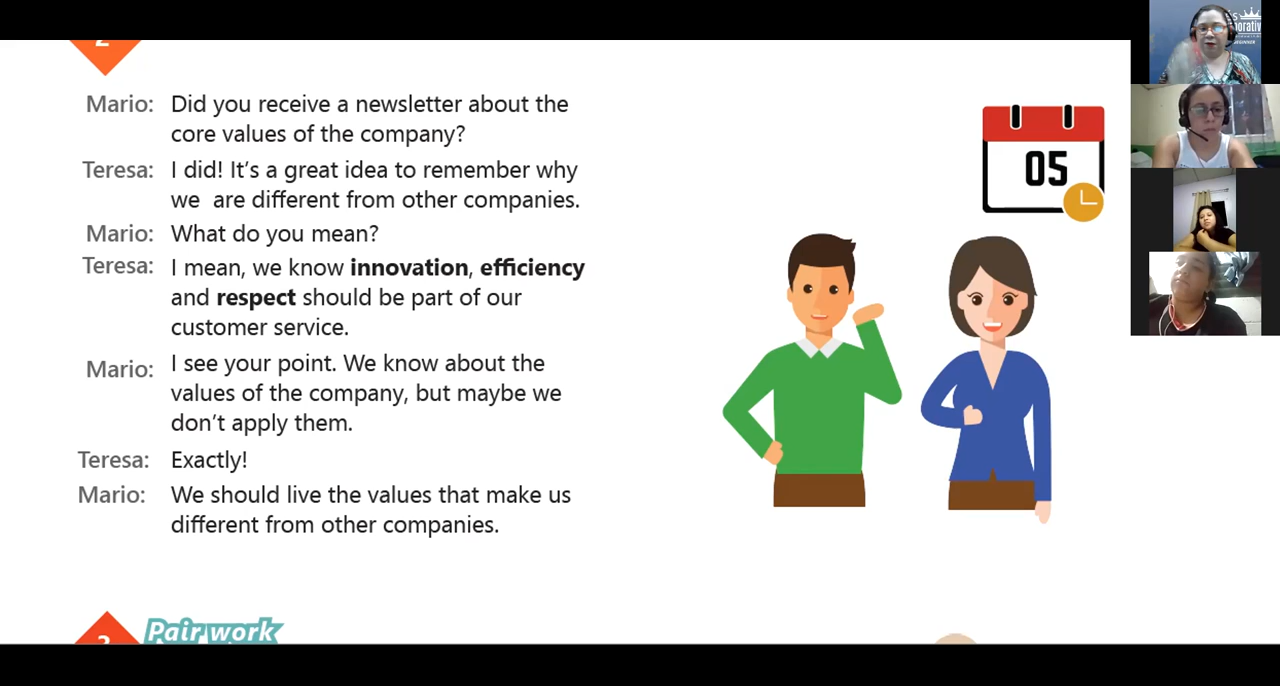 2
Mario: Did you receive a newsletter about the
core values of the company?
Teresa: I did! It's a great idea to remember why
we are different from other companies.
Mario: What do you mean?
Teresa: I mean, we know innovation, efficiency
and respect should be part of our
customer service.
Mario: I see your point. We know about the
values of the company, but maybe we
don't apply them.
Teresa: Exactly!
Mario: We should live the values that make us
different from other companies.
05
3
Pair work
BEGINNER